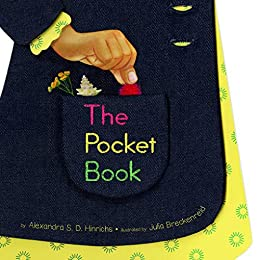 The
Pocket
Book
by Alexandra S. D. Hinrichs • illustrated by Julia Breckenreid